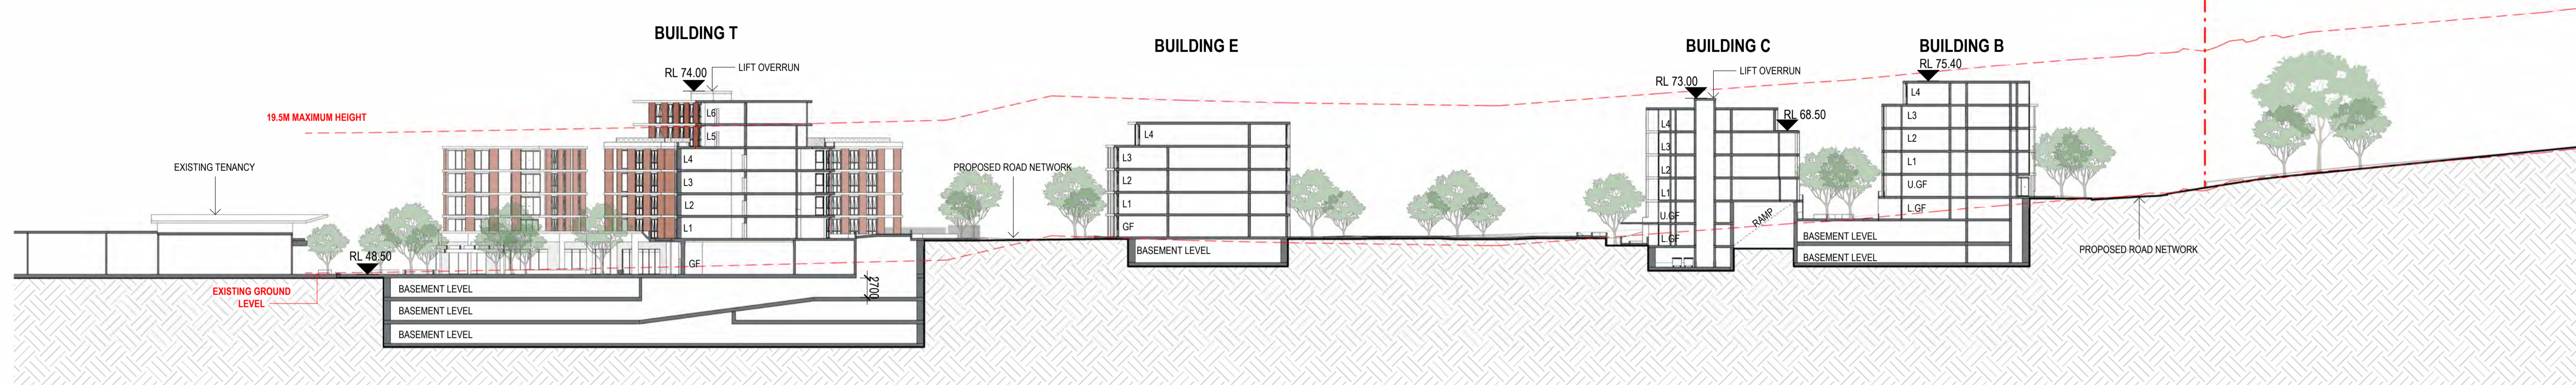 BUILDING T
BUILDING E
BUILDING C
BUILDING B
RL 74.00
LIFT OVERRUN
RL 73.00
LIFT OVERRUN
RL 75.40
RL 68.50
19.5M MAXIMUM HEIGHT
EXISTING TENANCY
RL 48.50
EXISTING GROUND
LEVEL
L6
L5
L4
L3
L2
L1
GF
BASEMENT LEVEL
BASEMENT LEVEL
BASEMENT LEVEL
2700
PROPOSED ROAD NETWORK
L4
L3
L2
L1
GF
BASEMENT LEVEL
L4
L3
L2
L1
U.GF
L.GF
RAMP
L4
L3
L2
L1
U.GF
L.GF
BASEMENT LEVEL
BASEMENT LEVEL
PROPOSED ROAD NETWORK